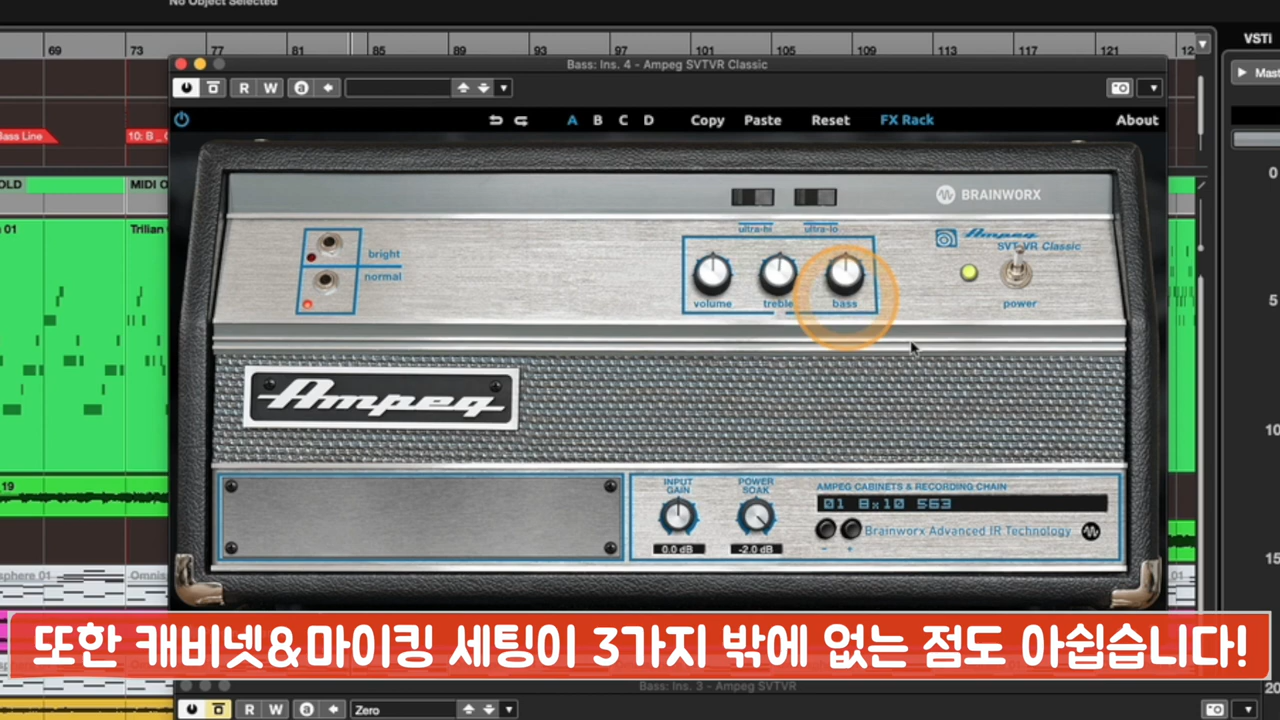 No Object Selected
69 73 77 81 85 89 93 97 101 105 109 113 117 121
VSTi
Bass: Ins. 4 - Ampeg SVTVR Classic
R W a
A B C D Copy Paste Reset FX Rack About
Bass Line
10: B
OLD MIDI
01 Trilian
BRAINWORX
ultra-hi ultra-lo
Ampeg
SVT-VR Classic
bright
normal
volume treble bass
power
0
5
10
15
20
Ampeg
19
INPUT GAIN
POWER SOAK
AMPEG CABINETS & RECORDING CHAIN
01 8x10 S63
Brainworx Advanced IR Technology
- +
0.0 dB -2.0 dB
sphere 01 Omnis
01
또한 캐비넷&마이킹 세팅이 3가지 밖에 없는 점도 아쉽습니다!
Bass: Ins. 3 - Ampeg SVTVR
R W a Zero